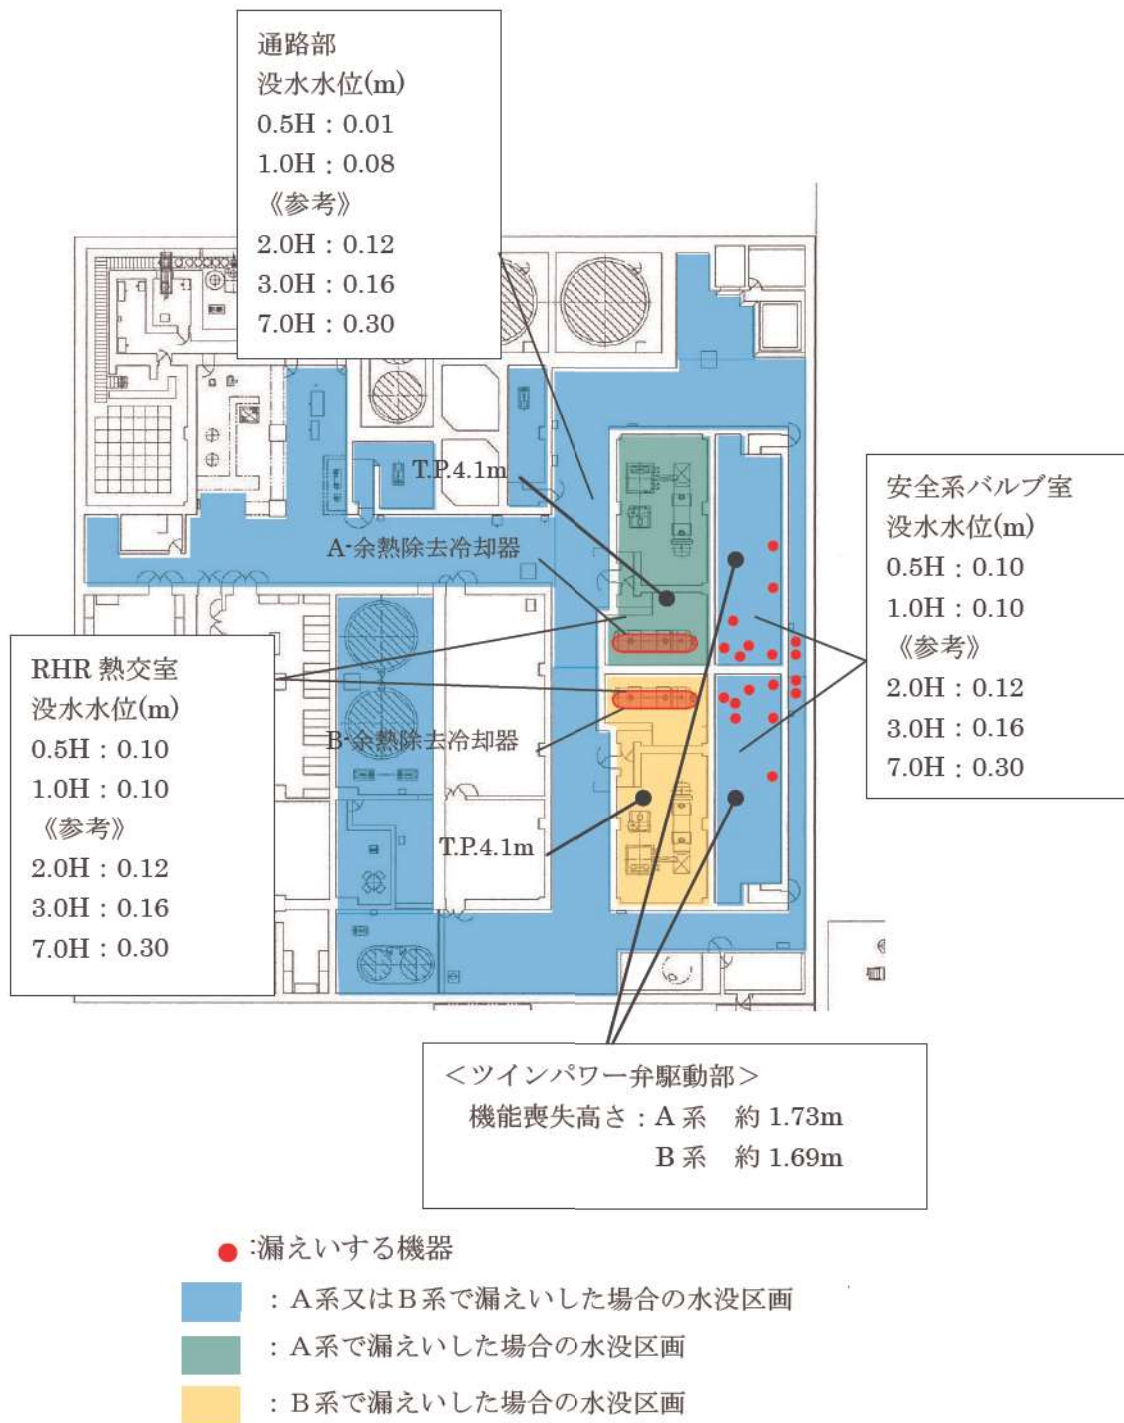 通路部
没水水位(m)
0.5H：0.01
1.0H：0.08
《参考》
2.0H：0.12
3.0H：0.16
7.0H：0.30
T.P.4.1m
A-余熱除去冷却器
安全系バルブ室
没水水位(m)
0.5H：0.10
1.0H：0.10
《参考》
2.0H：0.12
3.0H：0.16
7.0H：0.30
RHR 熱交室
没水水位(m)
0.5H：0.10
1.0H：0.10
《参考》
2.0H：0.12
3.0H：0.16
7.0H：0.30
B-余熱除去冷却器
T.P.4.1m
＜ツインパワー弁駆動部＞
機能喪失高さ：A 系　約 1.73m
B 系　約 1.69m
:漏えいする機器
：A系又はB系で漏えいした場合の水没区画
：A系で漏えいした場合の水没区画
：B系で漏えいした場合の水没区画